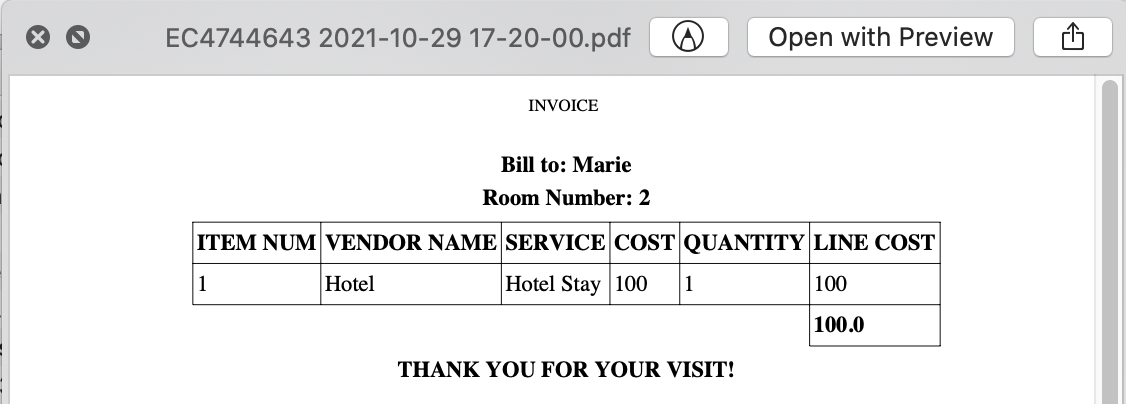 EC4744643 2021-10-29 17-20-00.pdf Open with Preview
INVOICE
Bill to: Marie
Room Number: 2
ITEM NUM VENDOR NAME SERVICE COST QUANTITY LINE COST
1 Hotel Hotel Stay 100 1 100
100.0
THANK YOU FOR YOUR VISIT!